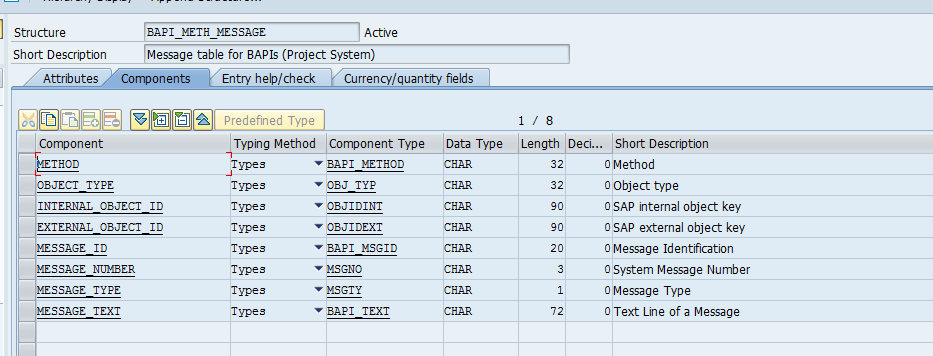 Structure BAPI_METH_MESSAGE Active
Short Description Message table for BAPIs (Project System)
Attributes Components Entry help/check Currency/quantity fields
Predefined Type 1 / 8
Component Typing Method Component Type Data Type Length Deci... Short Description
METHOD Types BAPI_METHOD CHAR 32 0 Method
OBJECT_TYPE Types OBJ_TYP CHAR 32 0 Object type
INTERNAL_OBJECT_ID Types OBJIDINT CHAR 90 0 SAP internal object key
EXTERNAL_OBJECT_ID Types OBJIDEXT CHAR 90 0 SAP external object key
MESSAGE_ID Types BAPI_MSGID CHAR 20 0 Message Identification
MESSAGE_NUMBER Types MSGNO CHAR 3 0 System Message Number
MESSAGE_TYPE Types MSGTY CHAR 1 0 Message Type
MESSAGE_TEXT Types BAPI_TEXT CHAR 72 0 Text Line of a Message